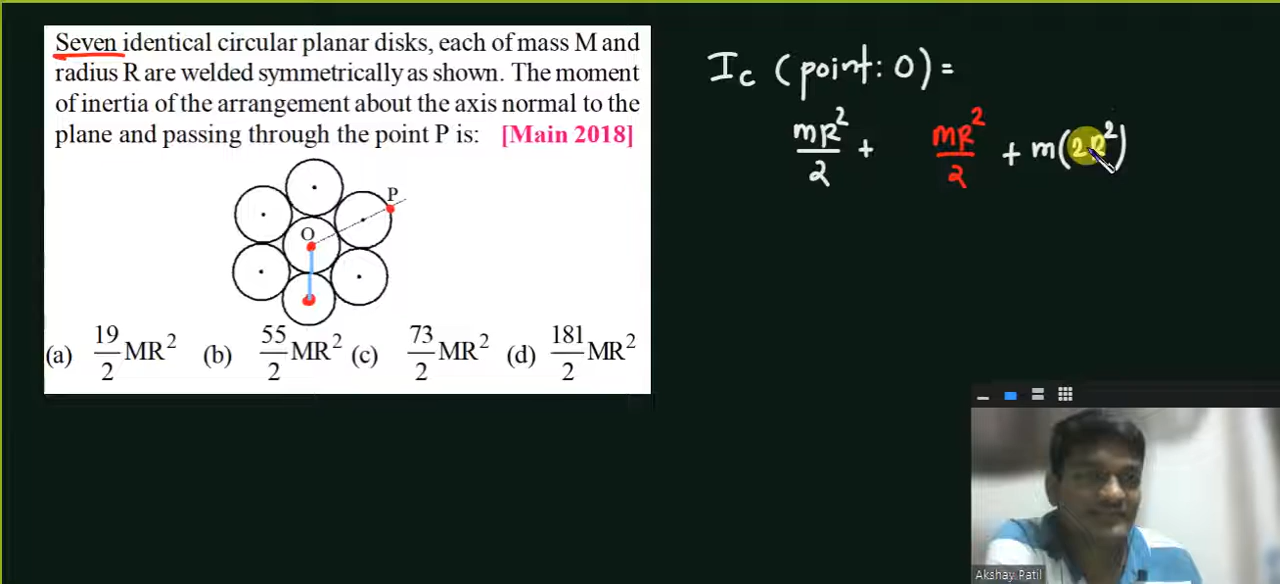 Seven identical circular planar disks, each of mass M and
radius R are welded symmetrically as shown. The moment
of inertia of the arrangement about the axis normal to the
plane and passing through the point P is: [Main 2018]
P
O
(a) 19/2 MR² (b) 55/2 MR² (c) 73/2 MR² (d) 181/2 MR²
I_C (point: O) =
mR²/2 + mR²/2 + m(2R²)
Akshay Patil